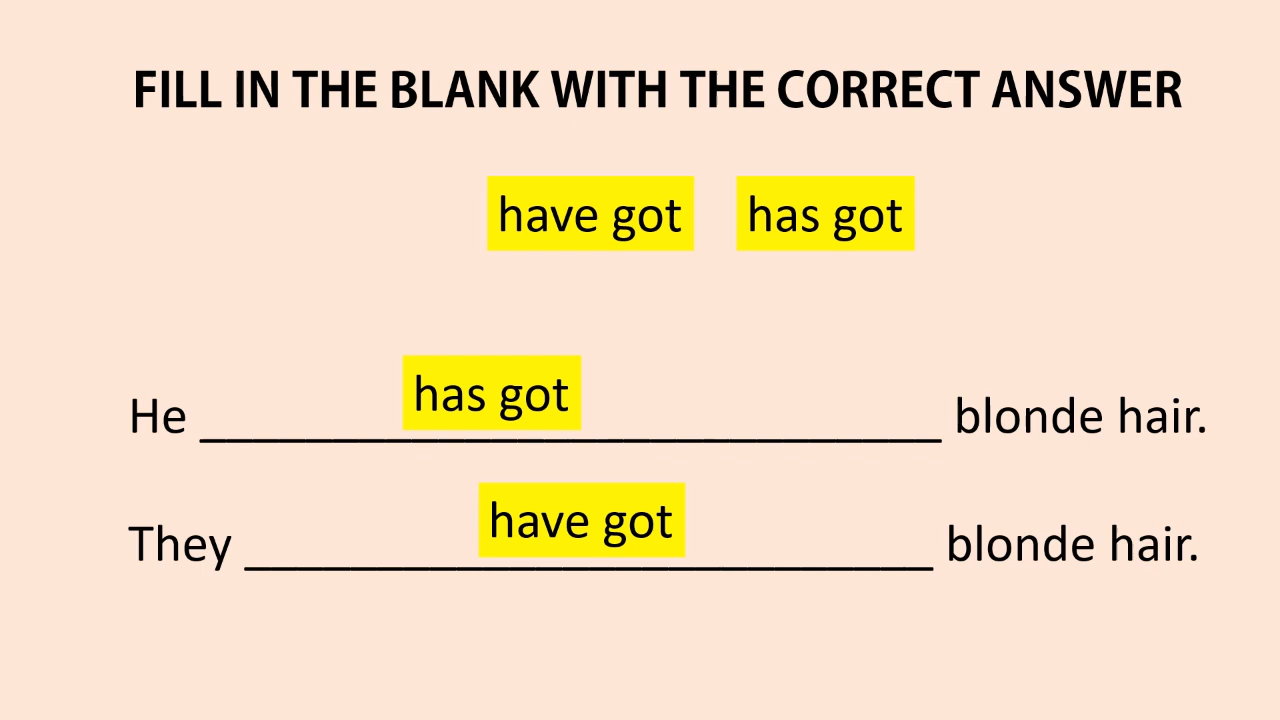 FILL IN THE BLANK WITH THE CORRECT ANSWER
have got has got
He ____________________________ has got blonde hair.
They __________________________ have got blonde hair.